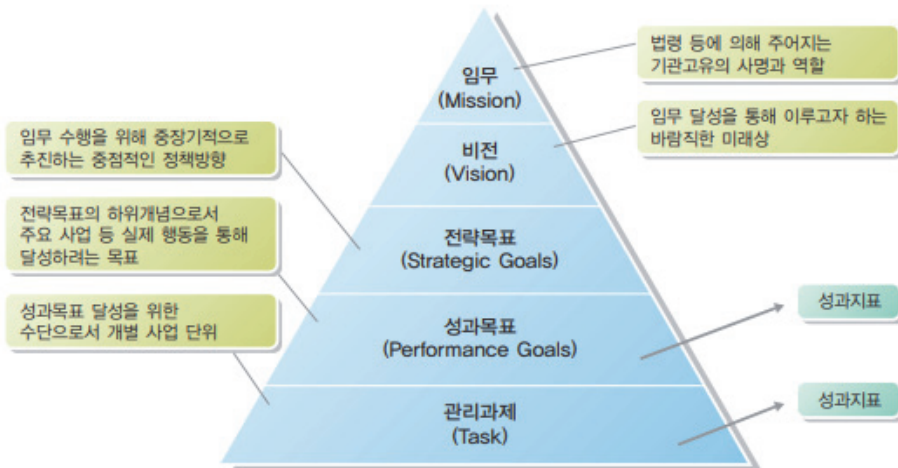 임무
(Mission)
법령 등에 의해 주어지는
기관고유의 사명과 역할
비전
(Vision)
임무 달성을 통해 이루고자 하는
바람직한 미래상
임무 수행을 위해 중장기적으로
추진하는 중점적인 정책방향
전략목표
(Strategic Goals)
전략목표의 하위개념으로서
주요 사업 등 실제 행동을 통해
달성하려는 목표
성과목표
(Performance Goals)
성과지표
성과목표 달성을 위한
수단으로서 개별 사업 단위
관리과제
(Task)
성과지표